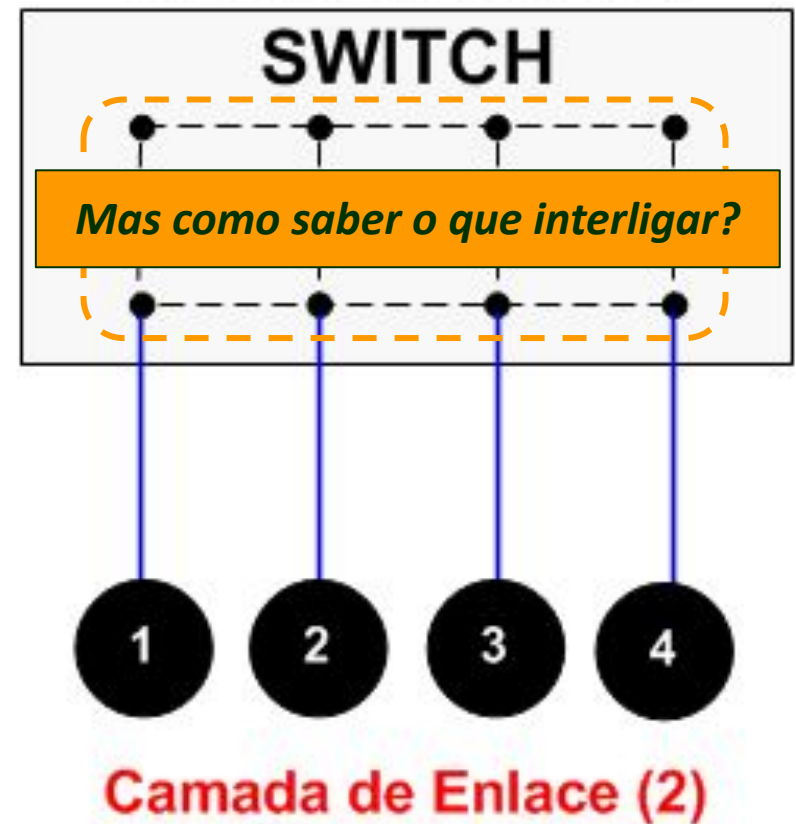 SWITCH
Mas como saber o que interligar?
1 2 3 4
Camada de Enlace (2)